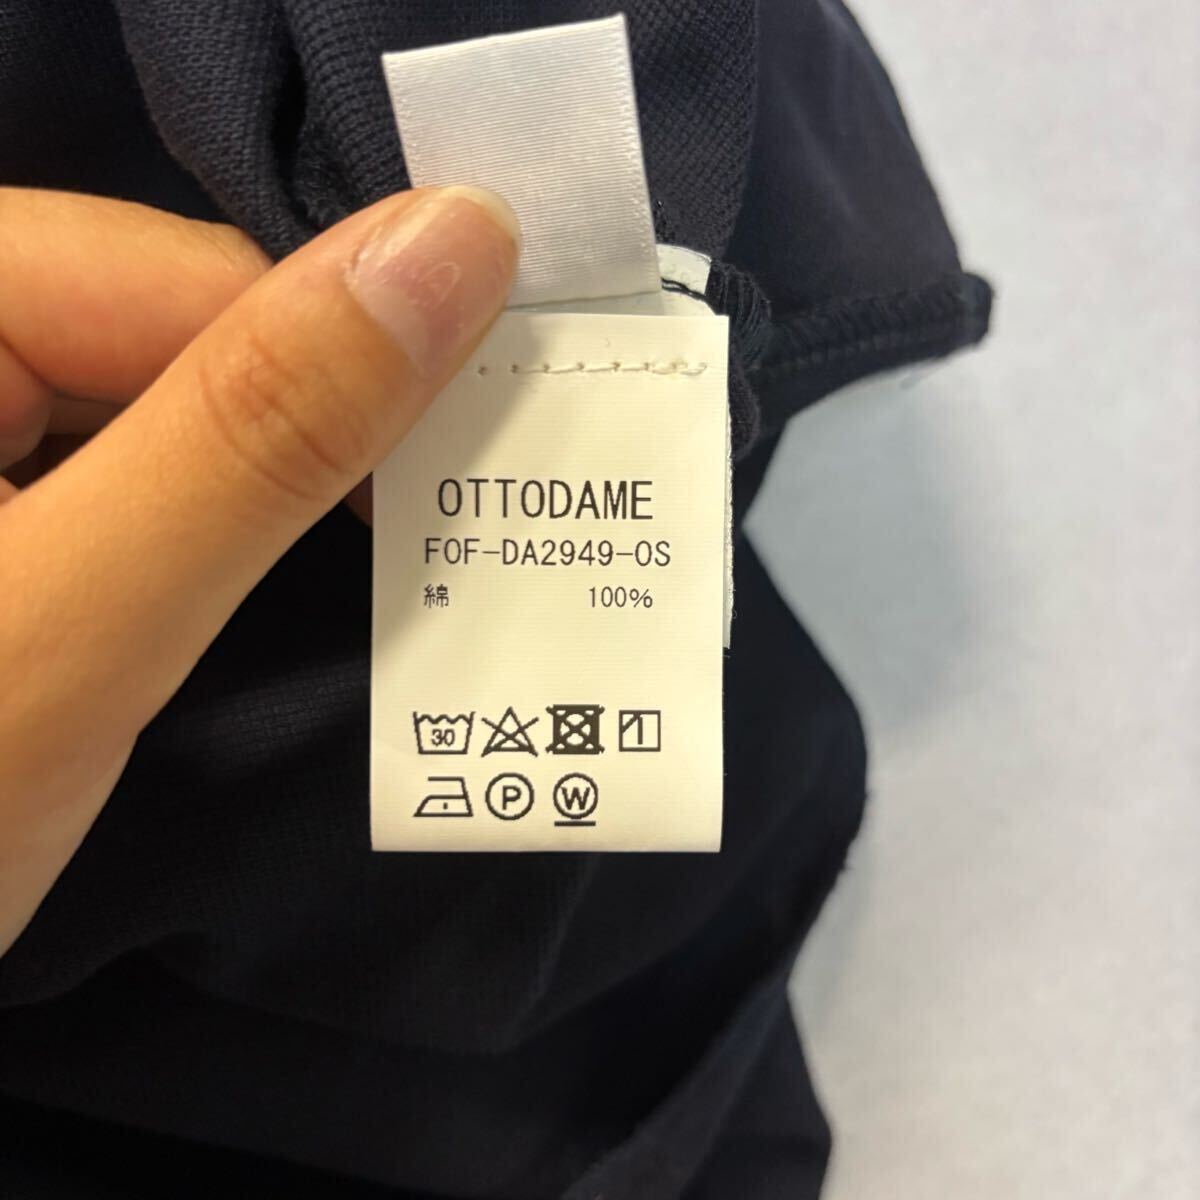 OTTODAME
FOF-DA2949-OS
綿 100%
30
P W